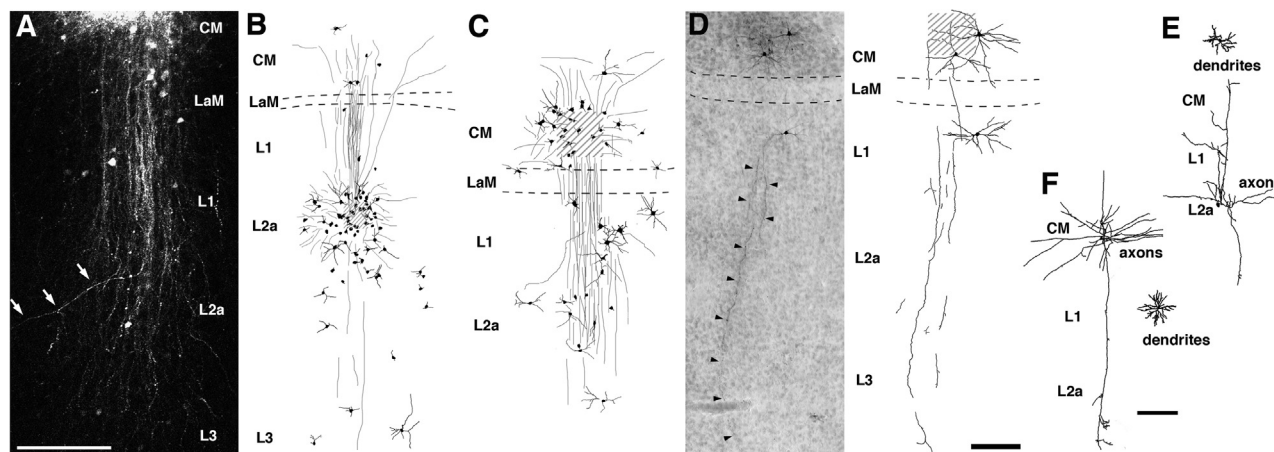 A
CM
LaM
L1
L2a
L3
B
CM
LaM
L1
L2a
L3
C
CM
LaM
L1
L2a
D
CM
LaM
L1
L2a
L3
E
dendrites
CM
L1
axon
L2a
F
CM
axons
L1
dendrites
L2a